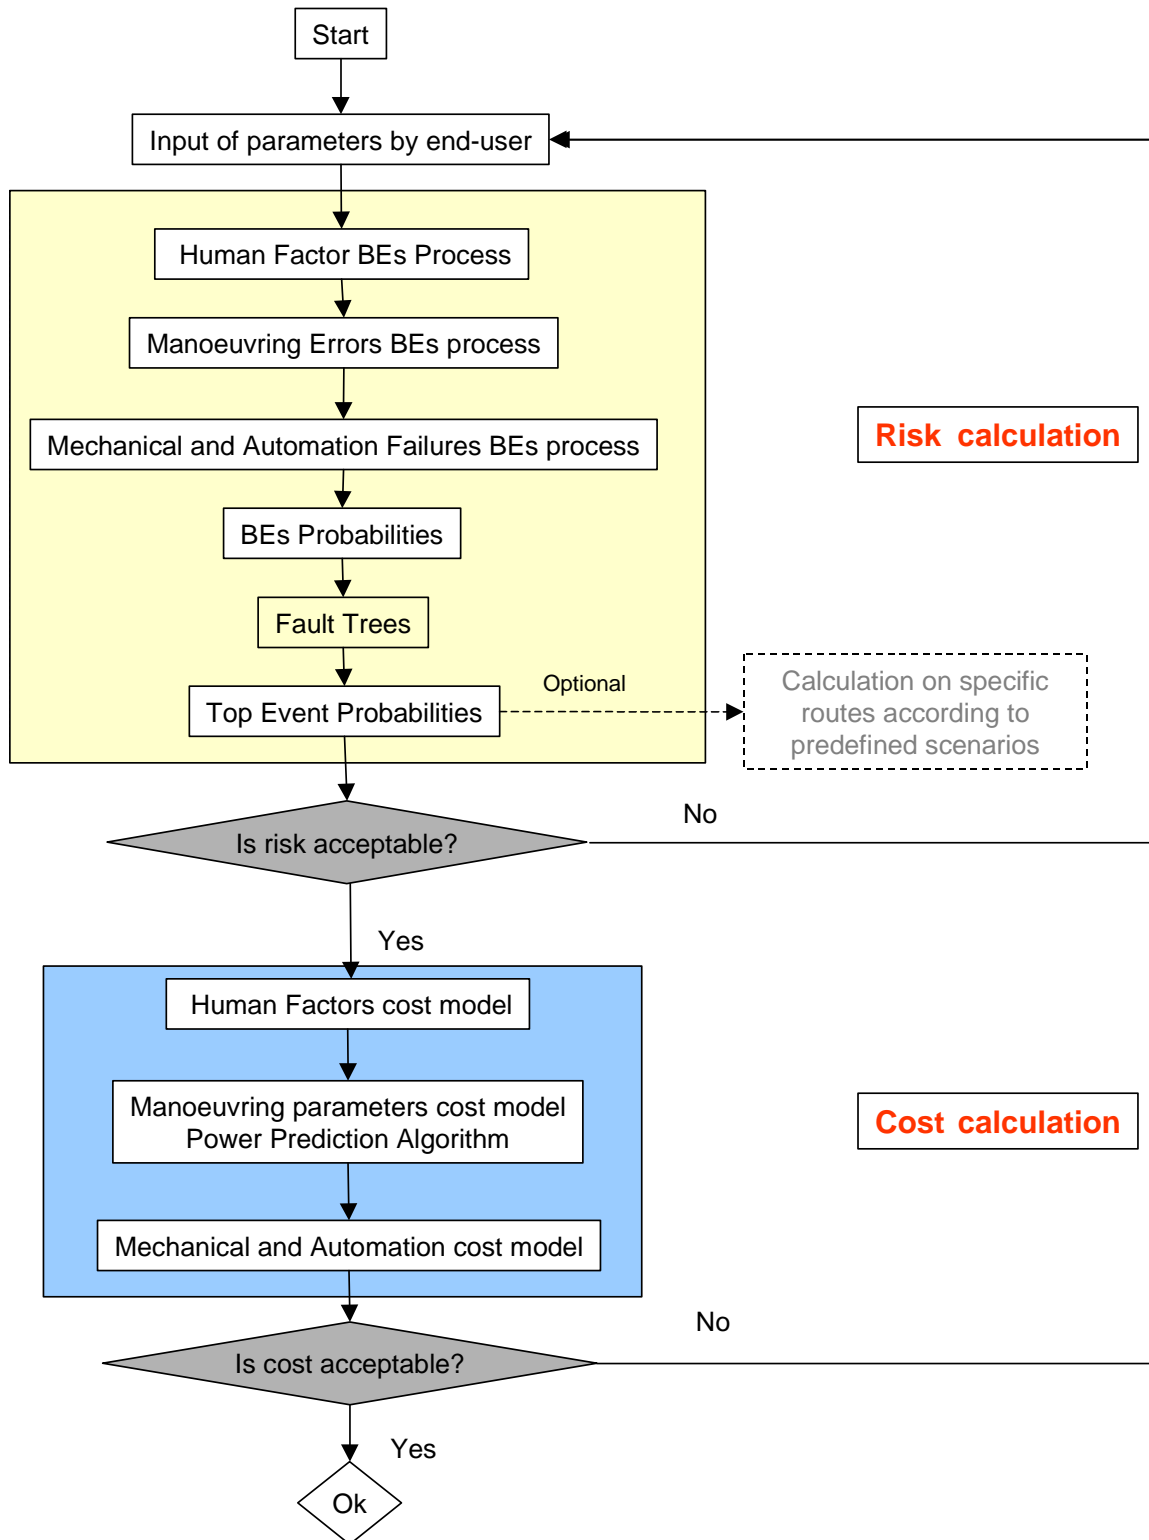 Start
Input of parameters by end-user
Human Factor BEs Process
Manoeuvring Errors BEs process
Mechanical and Automation Failures BEs process
Risk calculation
BEs Probabilities
Fault Trees
Top Event Probabilities
Optional
Calculation on specific
routes according to
predefined scenarios
Is risk acceptable?
No
Yes
Human Factors cost model
Manoeuvring parameters cost model
Power Prediction Algorithm
Cost calculation
Mechanical and Automation cost model
Is cost acceptable?
No
Yes
Ok